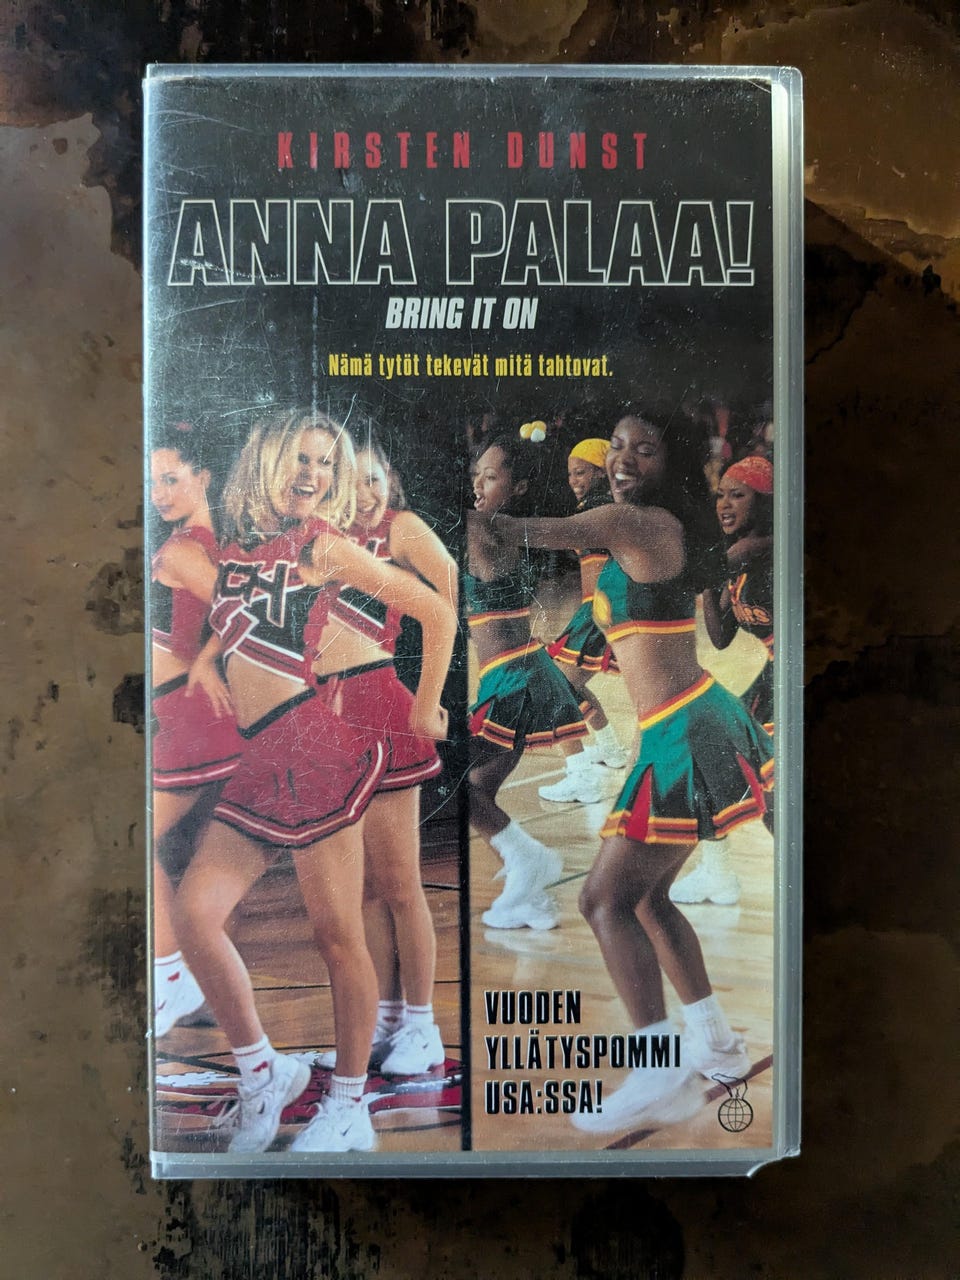 KIRSTEN DUNST
ANNA PALAA!
BRING IT ON
Nämä tytöt tekevät mitä tahtovat.
VUODEN
YLLÄTYSPOMMI
USA:SSA!